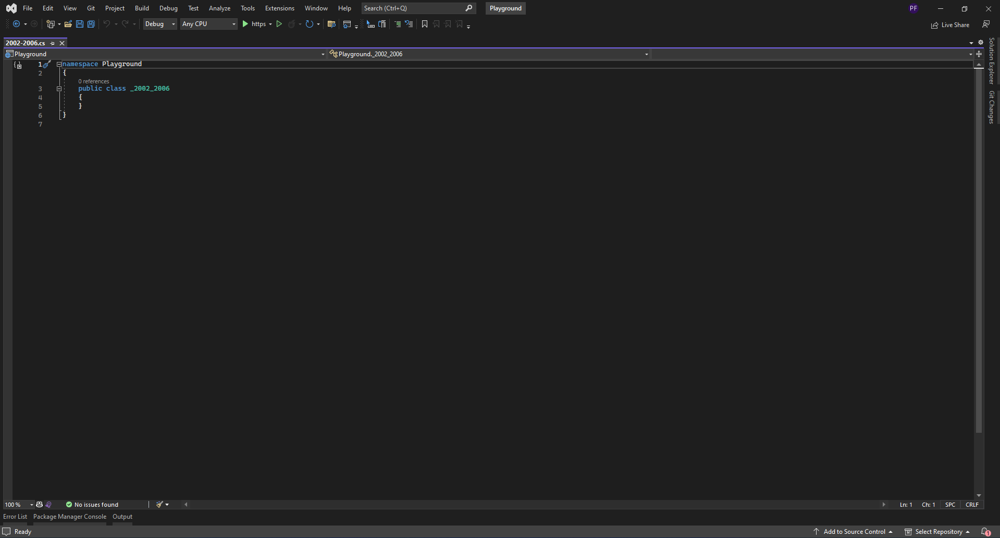 File Edit View Git Project Build Debug Test Analyze Tools Extensions Window Help Search (Ctrl+Q) Playground PF
Debug Any CPU https Live Share
2002-2006.cs
Playground Playground._2002_2006
1 namespace Playground
2 {
0 references
3 public class _2002_2006
4 {
5 }
6 }
7
Solution Explorer
Git Changes
100 % No issues found Ln: 1 Ch: 1 SPC CRLF
Error List Package Manager Console Output
Ready Add to Source Control Select Repository 1